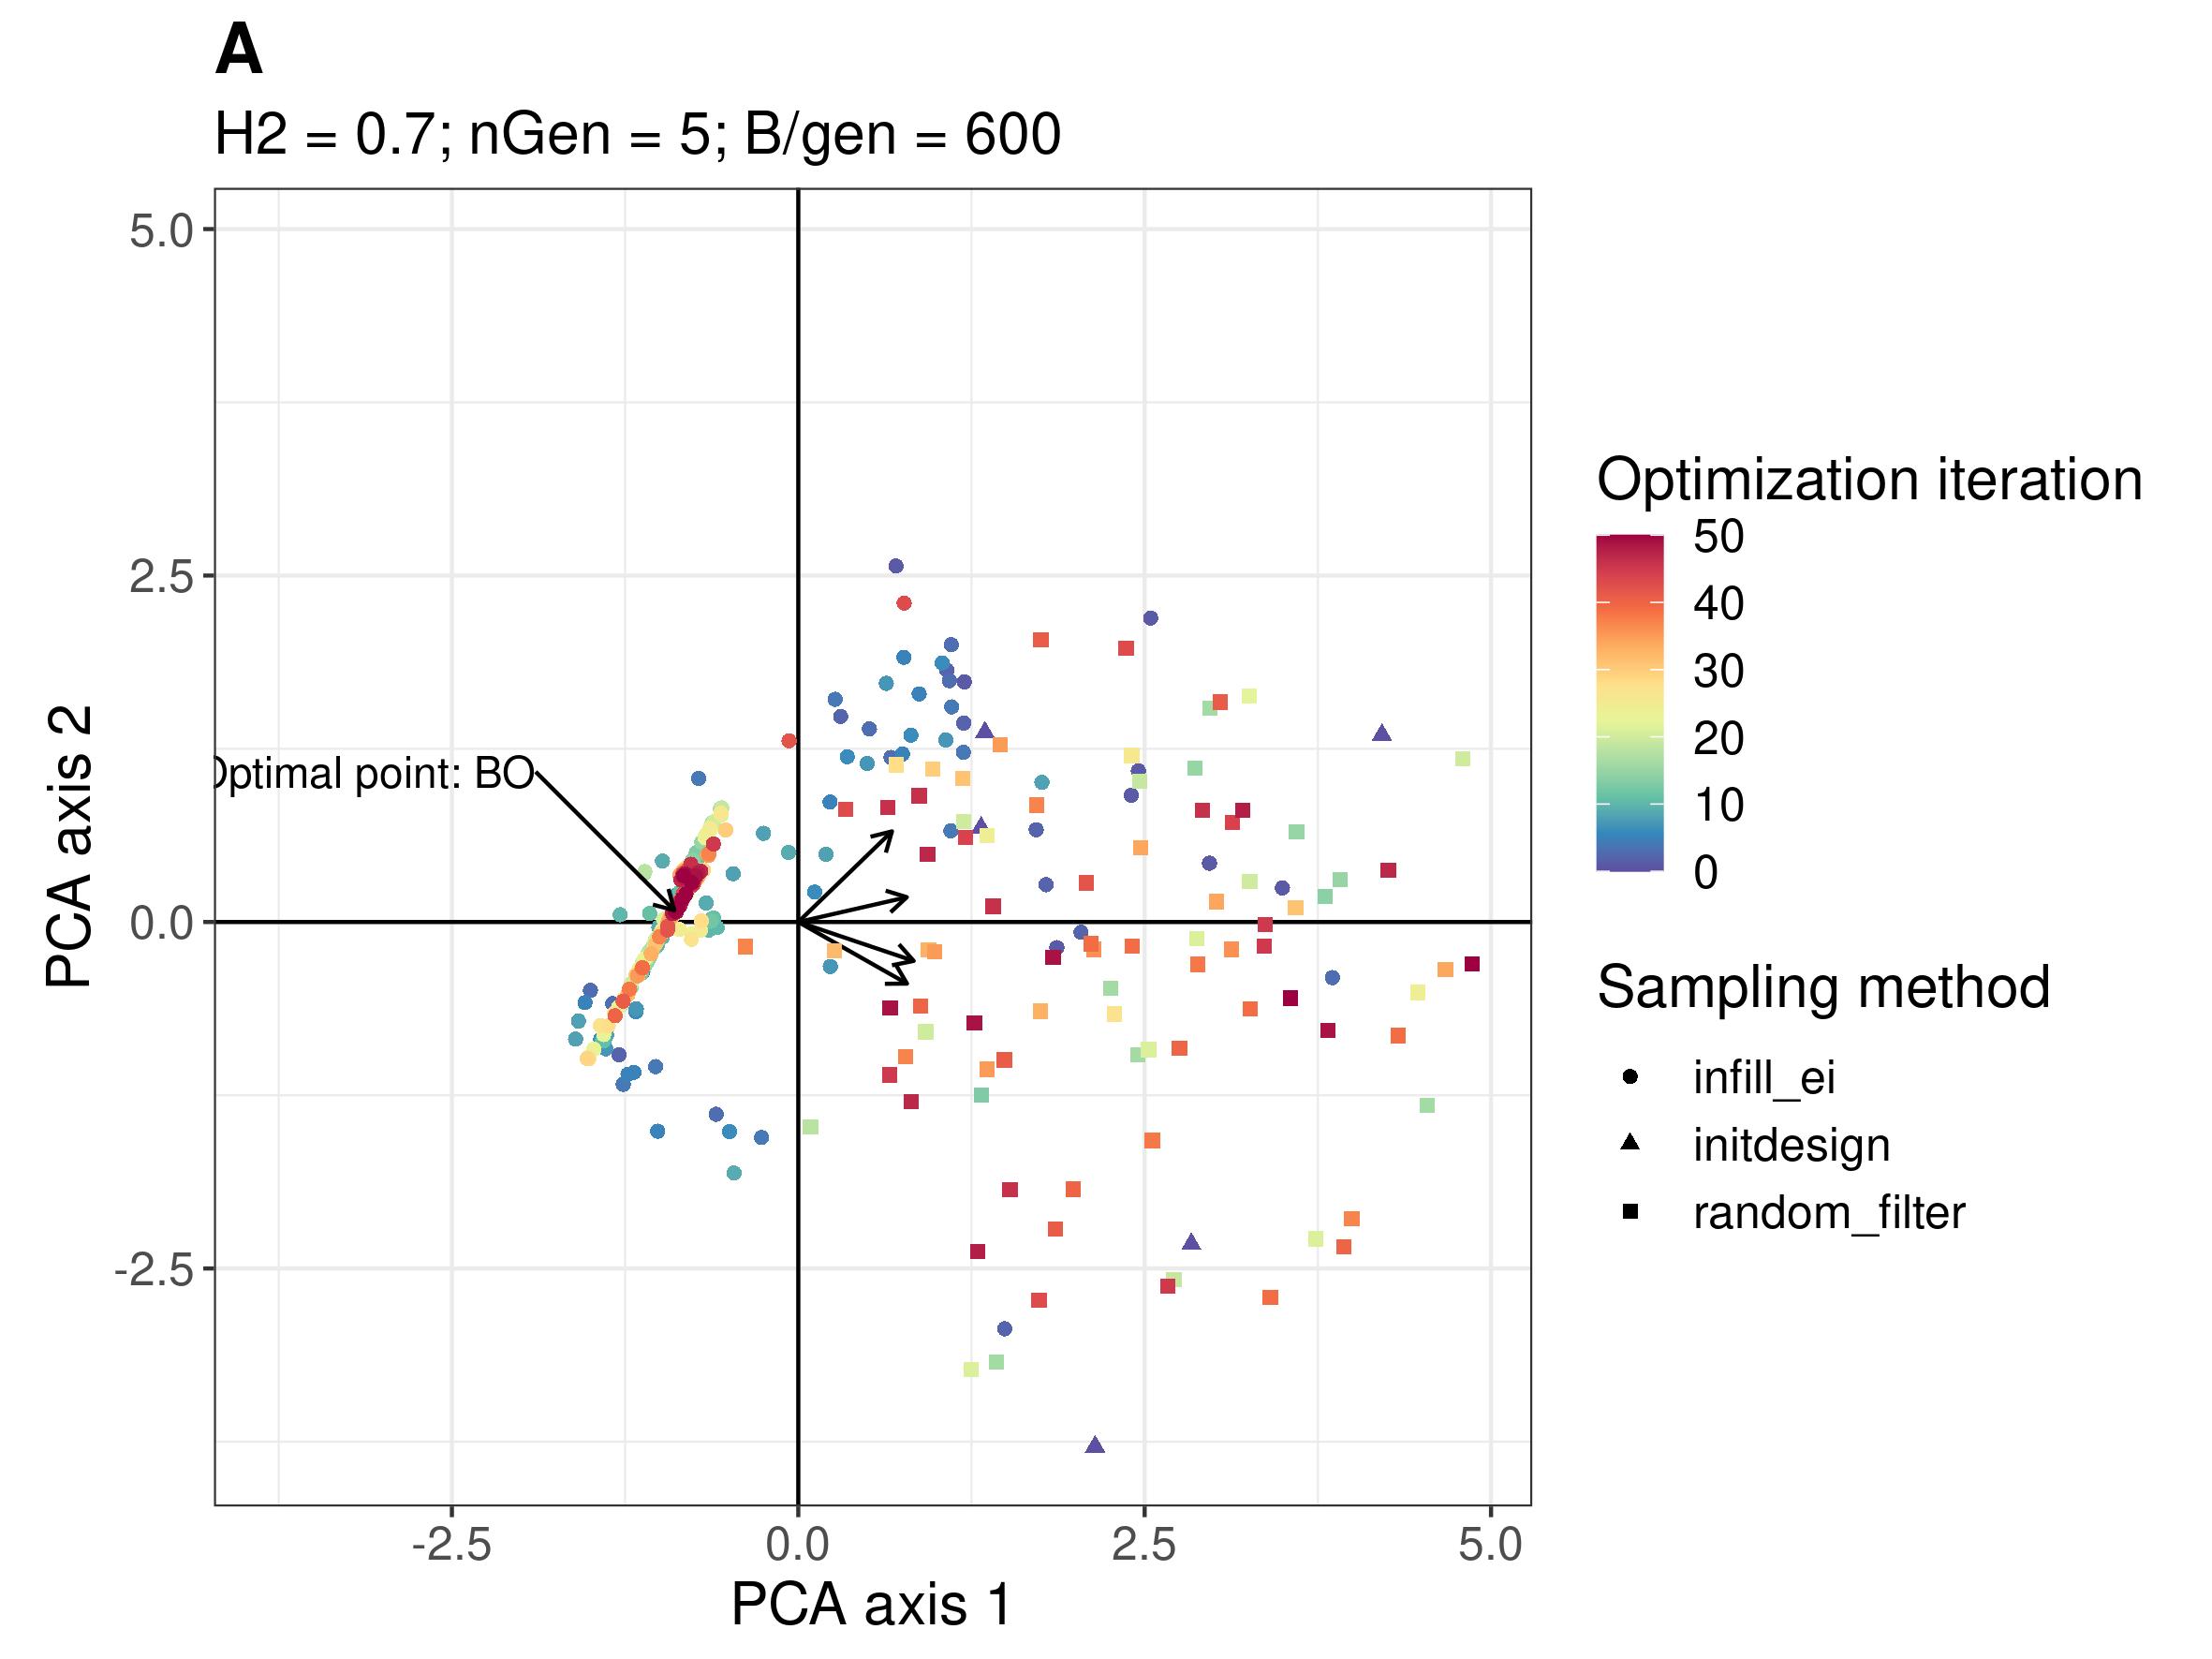 A
H2 = 0.7; nGen = 5; B/gen = 600
5.0
2.5
0.0
-2.5
PCA axis 2
Optimal point: BO
-2.5
0.0
2.5
5.0
PCA axis 1
Optimization iteration
50
40
30
20
10
0
Sampling method
infill_ei
initdesign
random_filter